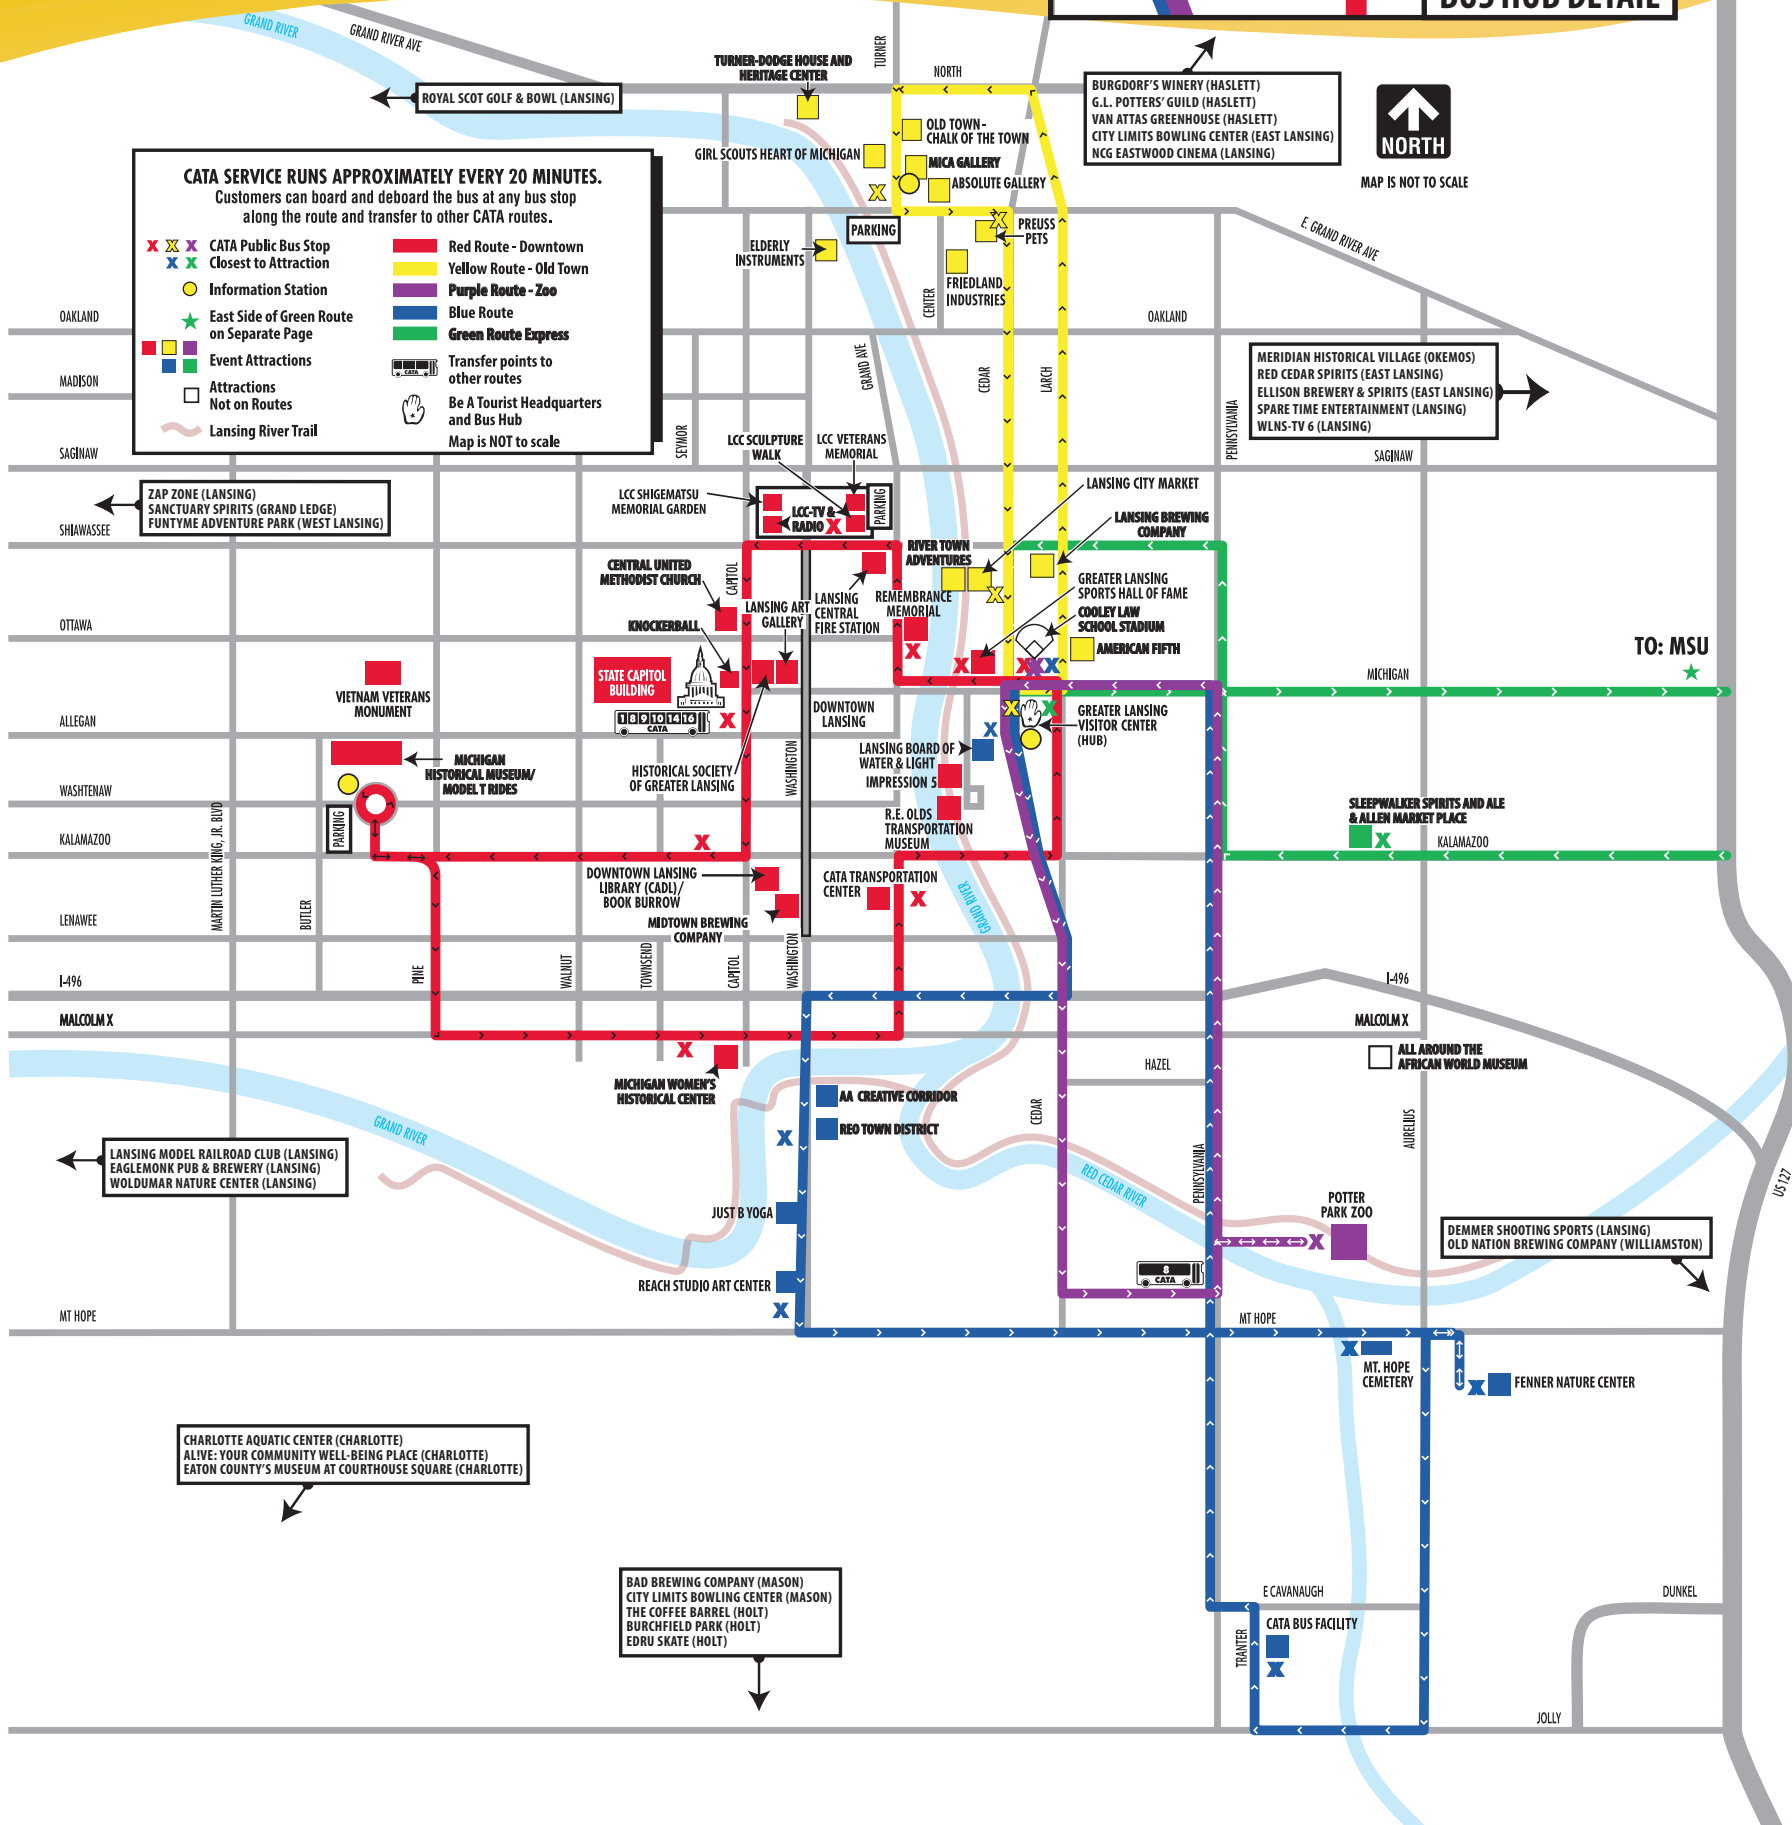 BUS HUB DETAIL
GRAND RIVER
GRAND RIVER AVE
TURNER
TURNER-DODGE HOUSE AND
HERITAGE CENTER
NORTH
ROYAL SCOT GOLF & BOWL (LANSING)
BURGDORF'S WINERY (HASLETT)
G.L. POTTERS' GUILD (HASLETT)
VAN ATTAS GREENHOUSE (HASLETT)
CITY LIMITS BOWLING CENTER (EAST LANSING)
NCG EASTWOOD CINEMA (LANSING)
NORTH
MAP IS NOT TO SCALE
OLD TOWN -
CHALK OF THE TOWN
GIRL SCOUTS HEART OF MICHIGAN
MICA GALLERY
ABSOLUTE GALLERY
CATA SERVICE RUNS APPROXIMATELY EVERY 20 MINUTES.
Customers can board and deboard the bus at any bus stop
along the route and transfer to other CATA routes.
X X X CATA Public Bus Stop
X X Closest to Attraction
Information Station
East Side of Green Route
on Separate Page
Event Attractions
Attractions
Not on Routes
Lansing River Trail
Red Route - Downtown
Yellow Route - Old Town
Purple Route - Zoo
Blue Route
Green Route Express
CATA
Transfer points to
other routes
Be A Tourist Headquarters
and Bus Hub
Map is NOT to scale
X
PARKING
X
PREUSS
PETS
ELDERLY
INSTRUMENTS
FRIEDLAND
INDUSTRIES
CENTER
E. GRAND RIVER AVE
OAKLAND
OAKLAND
MADISON
GRAND AVE
CEDAR
LARCH
PENNSYLVANIA
MERIDIAN HISTORICAL VILLAGE (OKEMOS)
RED CEDAR SPIRITS (EAST LANSING)
ELLISON BREWERY & SPIRITS (EAST LANSING)
SPARE TIME ENTERTAINMENT (LANSING)
WLNS-TV 6 (LANSING)
SAGINAW
SEYMOR
SAGINAW
LCC SCULPTURE
WALK
LCC VETERANS
MEMORIAL
LCC SHIGEMATSU
MEMORIAL GARDEN
LCC-TV &
RADIO X
PARKING
LANSING CITY MARKET
LANSING BREWING
COMPANY
ZAP ZONE (LANSING)
SANCTUARY SPIRITS (GRAND LEDGE)
FUNTYME ADVENTURE PARK (WEST LANSING)
SHIAWASSEE
RIVER TOWN
ADVENTURES
CENTRAL UNITED
METHODIST CHURCH
CAPITOL
LANSING ART
GALLERY
LANSING
CENTRAL
FIRE STATION
REMEMBRANCE
MEMORIAL
X
X
GREATER LANSING
SPORTS HALL OF FAME
COOLEY LAW
SCHOOL STADIUM
AMERICAN FIFTH
OTTAWA
KNOCKERBALL
STATE CAPITOL
BUILDING
X
X X X
TO: MSU
MICHIGAN
VIETNAM VETERANS
MONUMENT
1 8 9 10 14 16
CATA
X
DOWNTOWN
LANSING
X X
X
GREATER LANSING
VISITOR CENTER
(HUB)
ALLEGAN
MICHIGAN
HISTORICAL MUSEUM/
MODEL T RIDES
HISTORICAL SOCIETY
OF GREATER LANSING
WASHINGTON
LANSING BOARD OF
WATER & LIGHT
IMPRESSION 5
R.E. OLDS
TRANSPORTATION
MUSEUM
WASHTENAW
PARKING
SLEEPWALKER SPIRITS AND ALE
& ALLEN MARKET PLACE
X
KALAMAZOO
KALAMAZOO
X
MARTIN LUTHER KING, JR. BLVD
DOWNTOWN LANSING
LIBRARY (CADL)/
BOOK BURROW
CATA TRANSPORTATION
CENTER
X
MIDTOWN BREWING
COMPANY
GRAND RIVER
LENAWEE
BUTLER
PINE
WALNUT
TOWNSEND
CAPITOL
WASHINGTON
I-496
I-496
MALCOLM X
MALCOLM X
X
MICHIGAN WOMEN'S
HISTORICAL CENTER
HAZEL
ALL AROUND THE
AFRICAN WORLD MUSEUM
AA CREATIVE CORRIDOR
REO TOWN DISTRICT
X
CEDAR
AURELIUS
GRAND RIVER
RED CEDAR RIVER
PENNSYLVANIA
US 127
LANSING MODEL RAILROAD CLUB (LANSING)
EAGLEMONK PUB & BREWERY (LANSING)
WOLDUMAR NATURE CENTER (LANSING)
JUST B YOGA
POTTER
PARK ZOO
X
DEMMER SHOOTING SPORTS (LANSING)
OLD NATION BREWING COMPANY (WILLIAMSTON)
REACH STUDIO ART CENTER
X
8
CATA
MT HOPE
MT HOPE
X
MT. HOPE
CEMETERY
X
FENNER NATURE CENTER
CHARLOTTE AQUATIC CENTER (CHARLOTTE)
AL!VE: YOUR COMMUNITY WELL-BEING PLACE (CHARLOTTE)
EATON COUNTY'S MUSEUM AT COURTHOUSE SQUARE (CHARLOTTE)
BAD BREWING COMPANY (MASON)
CITY LIMITS BOWLING CENTER (MASON)
THE COFFEE BARREL (HOLT)
BURCHFIELD PARK (HOLT)
EDRU SKATE (HOLT)
E CAVANAUGH
DUNKEL
CATA BUS FACILITY
X
TRANTER
JOLLY